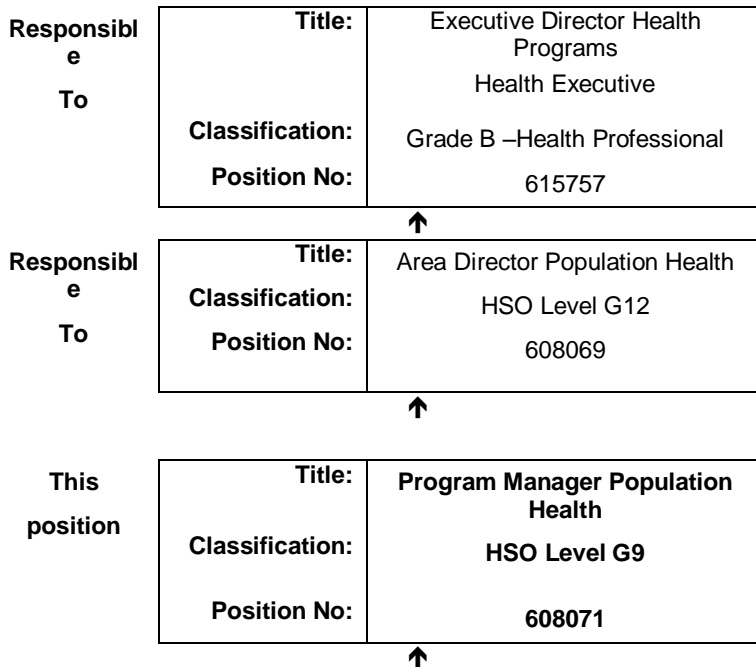 Responsibl
e
To
Title: Executive Director Health
Programs
Health Executive
Classification: Grade B –Health Professional
Position No: 615757
↑
Responsibl
e
To
Title: Area Director Population Health
Classification: HSO Level G12
Position No: 608069
↑
This
position
Title: Program Manager Population
Health
Classification: HSO Level G9
Position No: 608071
↑